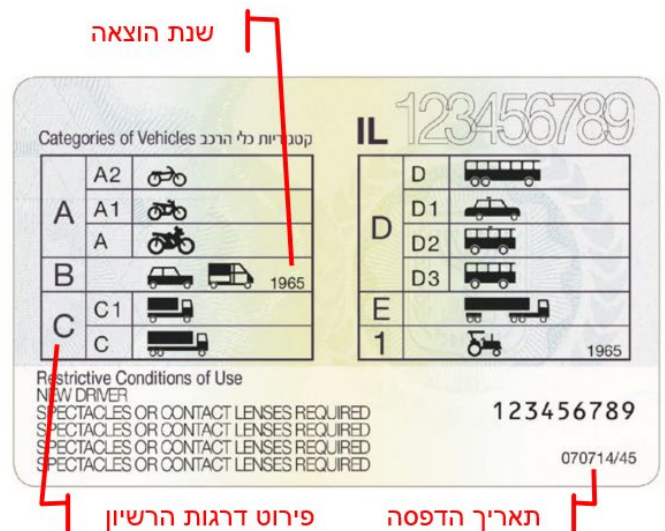 שנת הוצאה
Categories of Vehicles קטגוריות כלי הרכב
IL 123456789
A
A2
A1
A
B 1965
C
C1
C
D
D
D1
D2
D3
E
1 1965
Restrictive Conditions of Use
NEW DRIVER
SPECTACLES OR CONTACT LENSES REQUIRED
SPECTACLES OR CONTACT LENSES REQUIRED
SPECTACLES OR CONTACT LENSES REQUIRED
SPECTACLES OR CONTACT LENSES REQUIRED
123456789
070714/45
פירוט דרגות הרשיון
תאריך הדפסה